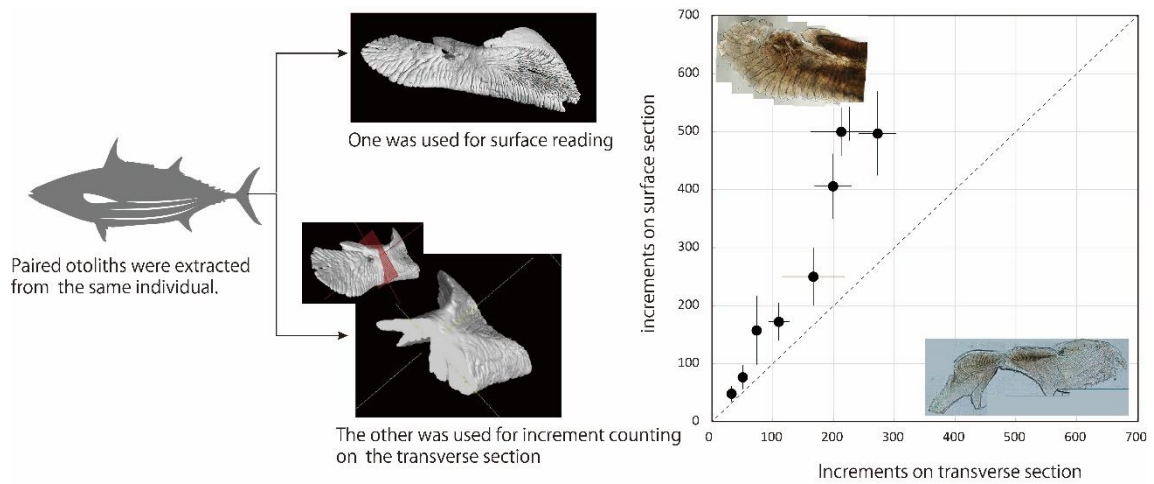 Paired otoliths were extracted
from the same individual.
One was used for surface reading
The other was used for increment counting
on the transverse section
increments on surface section
700
600
500
400
300
200
100
0
0 100 200 300 400 500 600 700
Increments on transverse section